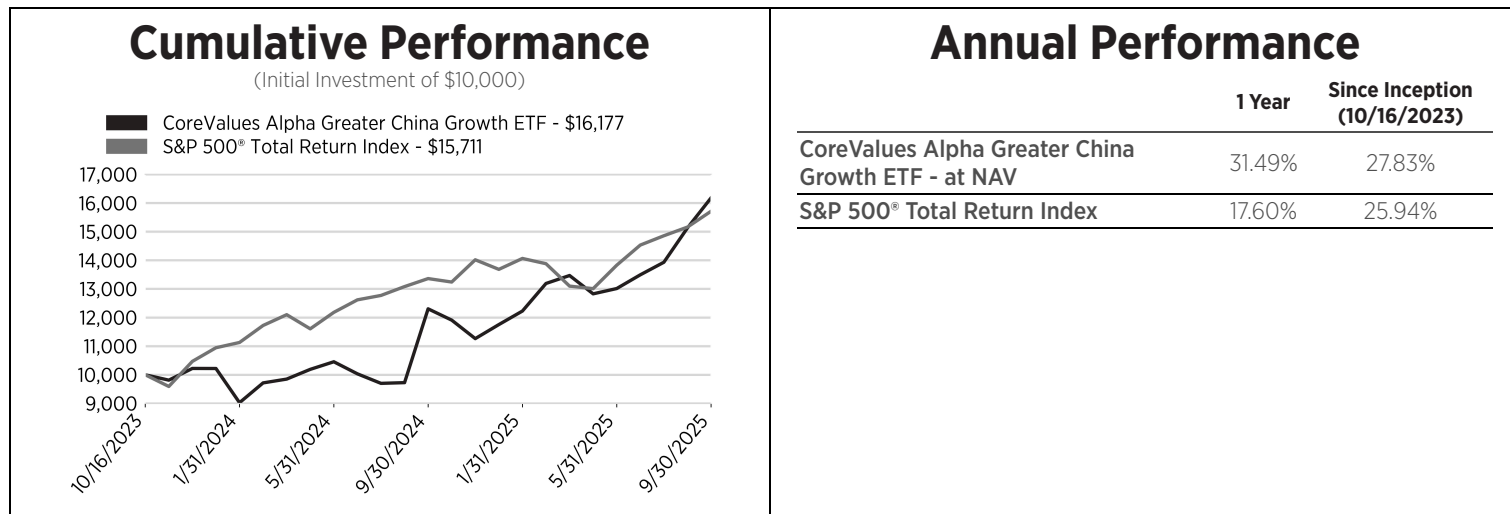 Cumulative Performance
(Initial Investment of $10,000)
CoreValues Alpha Greater China Growth ETF - $16,177
S&P 500® Total Return Index - $15,711
17,000
16,000
15,000
14,000
13,000
12,000
11,000
10,000
9,000
10/16/2023
1/31/2024
5/31/2024
9/30/2024
1/31/2025
5/31/2025
9/30/2025
Annual Performance
1 Year
Since Inception
(10/16/2023)
CoreValues Alpha Greater China
Growth ETF - at NAV
31.49%
27.83%
S&P 500® Total Return Index
17.60%
25.94%